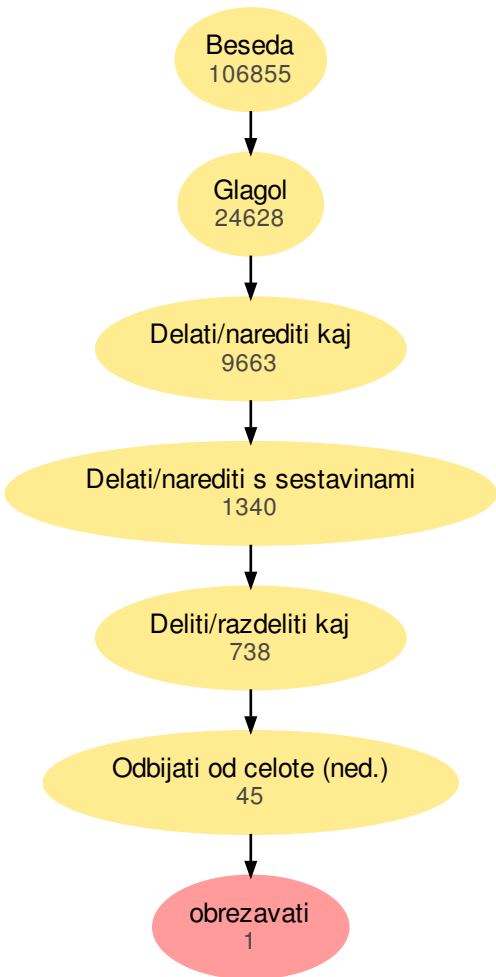 Beseda
106855
Glagol
24628
Delati/narediti kaj
9663
Delati/narediti s sestavinami
1340
Deliti/razdeliti kaj
738
Odbijati od celote (ned.)
45
obrezavati
1